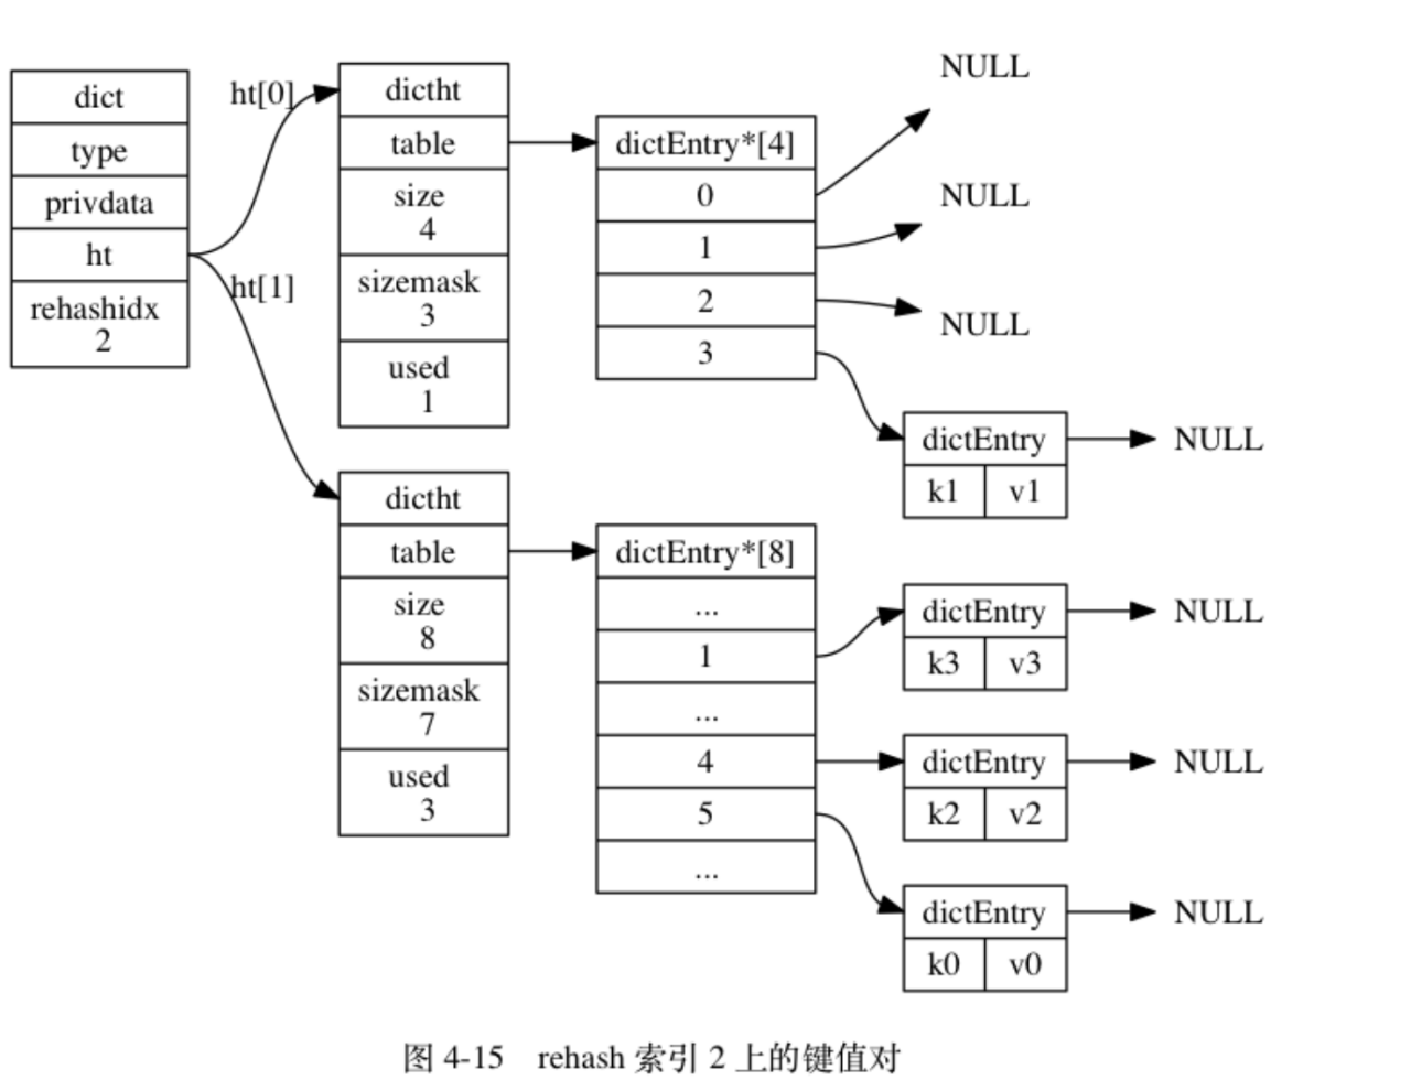 dict
type
privdata
ht
rehashidx
2
ht[0]
ht[1]
dictht
table
size
4
sizemask
3
used
1
dictEntry*[4]
0
1
2
3
NULL
NULL
NULL
dictEntry
k1 v1
NULL
dictht
table
size
8
sizemask
7
used
3
dictEntry*[8]
...
1
...
4
5
...
dictEntry
k3 v3
NULL
dictEntry
k2 v2
NULL
dictEntry
k0 v0
NULL
图 4-15 rehash 索引 2 上的键值对